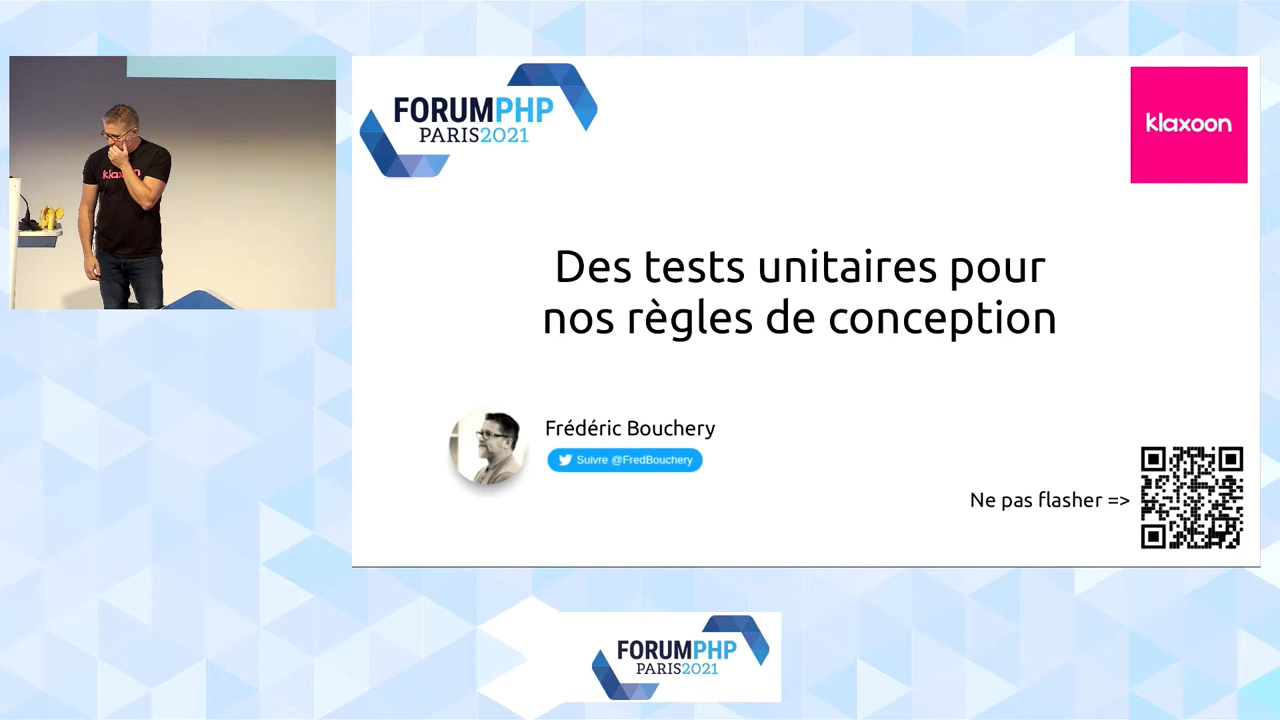 FORUMPHP
PARIS2021
klaxoon
klaxoon
Des tests unitaires pour
nos règles de conception
Frédéric Bouchery
Suivre @FredBouchery
Ne pas flasher =>
FORUMPHP
PARIS2021